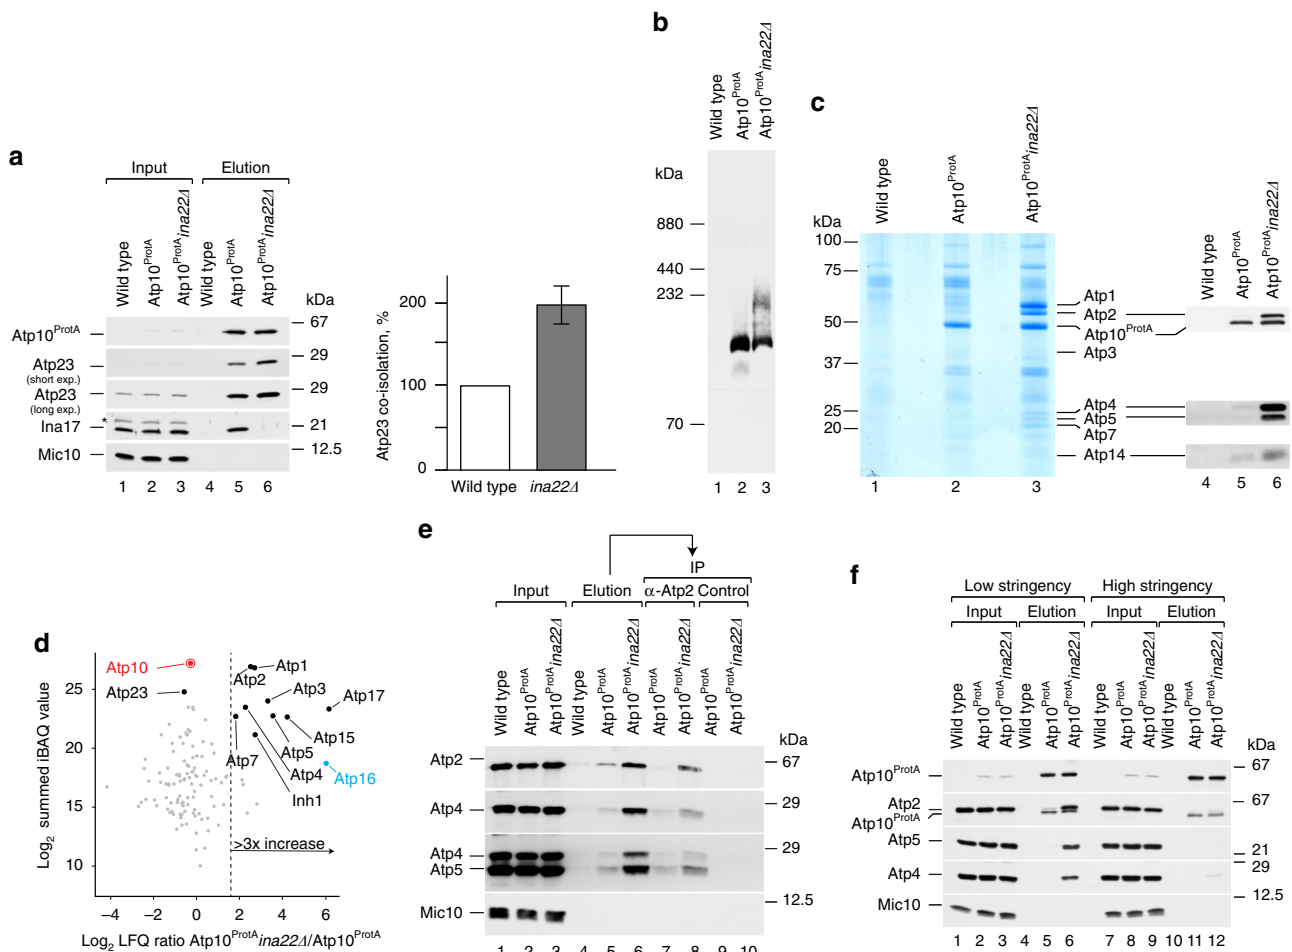 a
Input
Elution
Wild type
Atp10ProtA
Atp10ProtAina22Δ
Wild type
Atp10ProtA
Atp10ProtAina22Δ
kDa
Atp10ProtA
67
Atp23
(short exp.)
29
Atp23
(long exp.)
29
*
Ina17
21
Mic10
12.5
1 2 3 4 5 6
Atp23 co-isolation, %
200
100
0
Wild type ina22Δ
b
Wild type
Atp10ProtA
Atp10ProtAina22Δ
kDa
880
440
232
70
1 2 3
c
Wild type
Atp10ProtA
Atp10ProtAina22Δ
kDa
100
75
50
37
25
20
Atp1
Atp2
Atp10ProtA
Atp3
Atp4
Atp5
Atp7
Atp14
1 2 3
Wild type
Atp10ProtA
Atp10ProtAina22Δ
4 5 6
d
Log2 summed iBAQ value
25
20
15
10
Atp10
Atp23
Atp1
Atp2
Atp3
Atp17
Atp15
Atp5
Atp7
Atp4
Atp16
Inh1
>3x increase
−4 −2 0 2 4 6
Log2 LFQ ratio Atp10ProtAina22Δ/Atp10ProtA
e
IP
Input
Elution
α-Atp2
Control
Wild type
Atp10ProtA
Atp10ProtAina22Δ
Wild type
Atp10ProtA
Atp10ProtAina22Δ
Atp10ProtA
Atp10ProtAina22Δ
Atp10ProtA
Atp10ProtAina22Δ
kDa
Atp2
67
Atp4
29
Atp4
29
Atp5
12.5
Mic10
1 2 3 4 5 6 7 8 9 10
f
Low stringency
High stringency
Input
Elution
Input
Elution
Wild type
Atp10ProtA
Atp10ProtAina22Δ
Wild type
Atp10ProtA
Atp10ProtAina22Δ
Wild type
Atp10ProtA
Atp10ProtAina22Δ
Wild type
Atp10ProtA
Atp10ProtAina22Δ
kDa
Atp10ProtA
67
Atp2
67
Atp10ProtA
Atp5
21
Atp4
29
12.5
Mic10
1 2 3 4 5 6 7 8 9 10 11 12